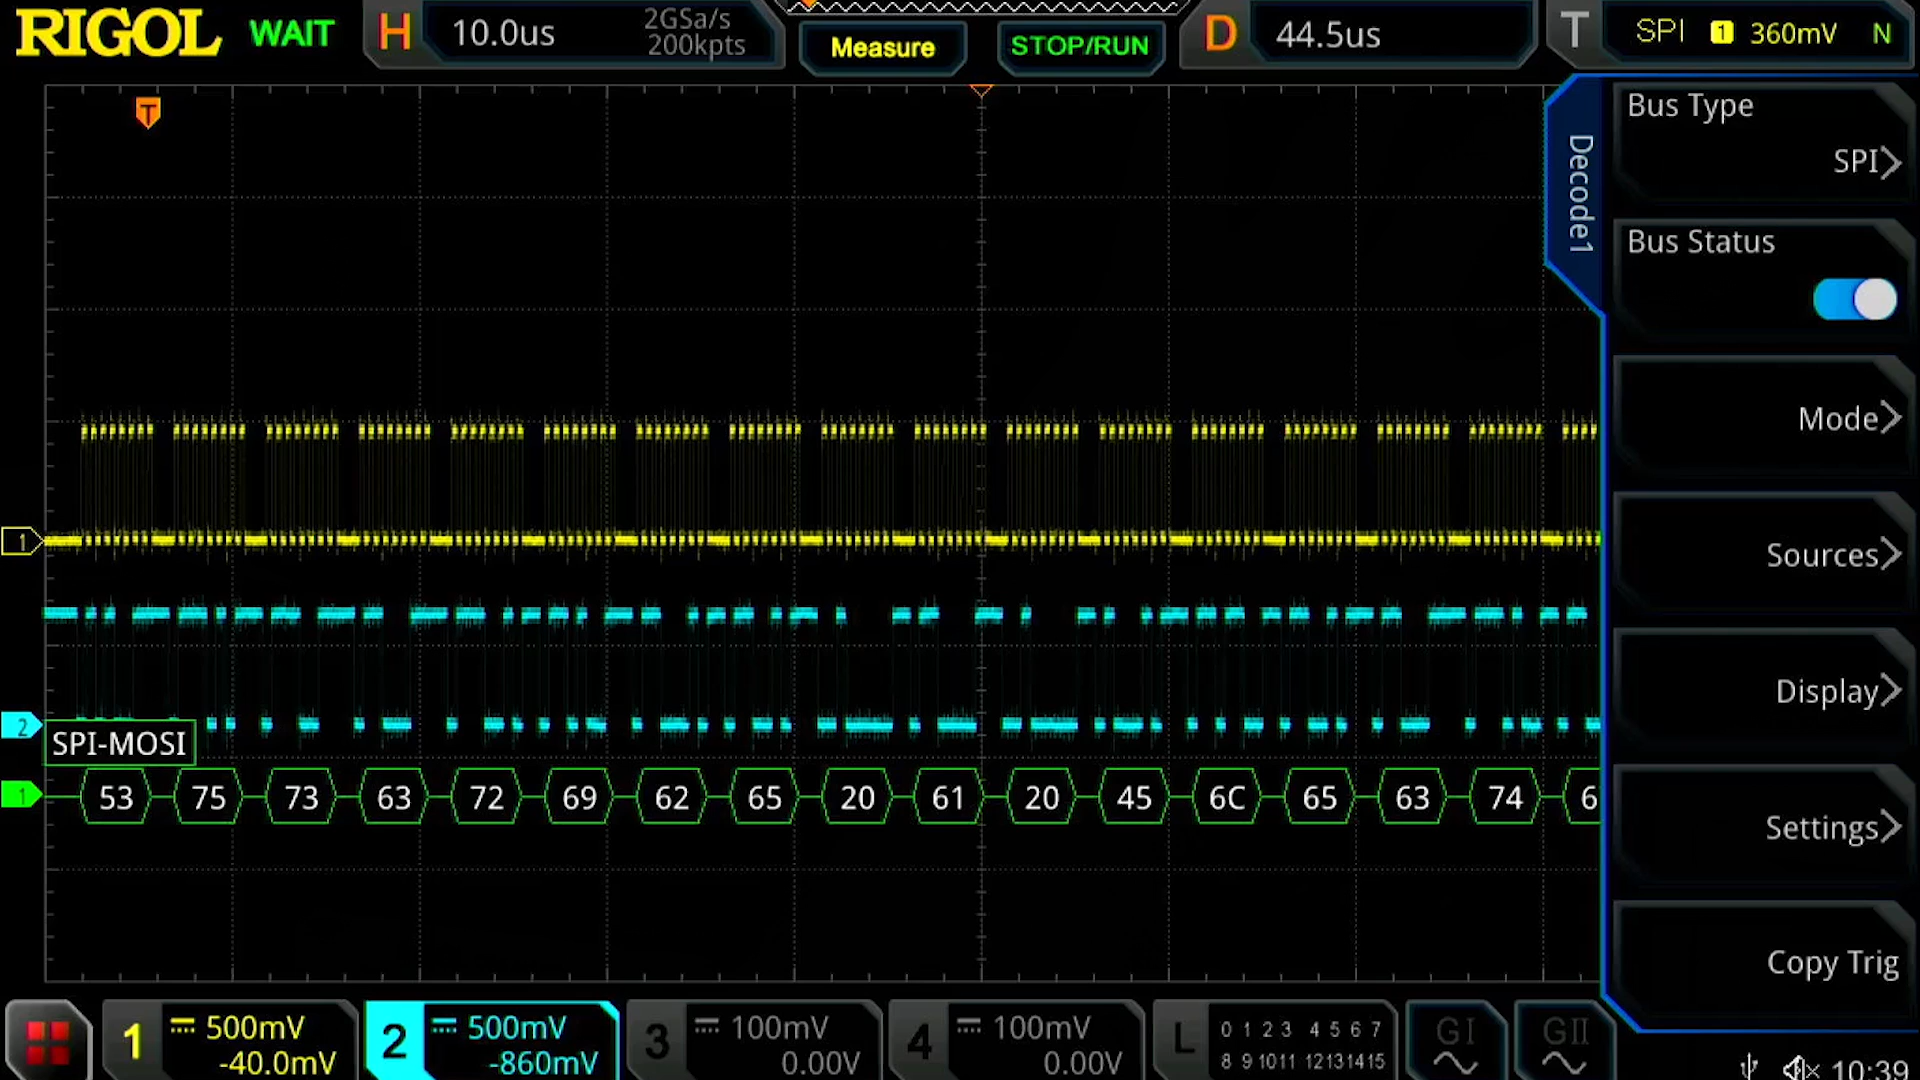 RIGOL WAIT H 10.0us 2GSa/s 200kpts Measure STOP/RUN D 44.5us T SPI 1 360mV N
T
Decode1
Bus Type
SPI
Bus Status
Mode
Sources
Display
Settings
Copy Trig
1
2
SPI-MOSI
1 53 75 73 63 72 69 62 65 20 61 20 45 6C 65 63 74 6
1 500mV -40.0mV
2 500mV -860mV
3 100mV 0.00V
4 100mV 0.00V
L 0 1 2 3 4 5 6 7
8 9 10 11 12 13 14 15
GI GII
10:39